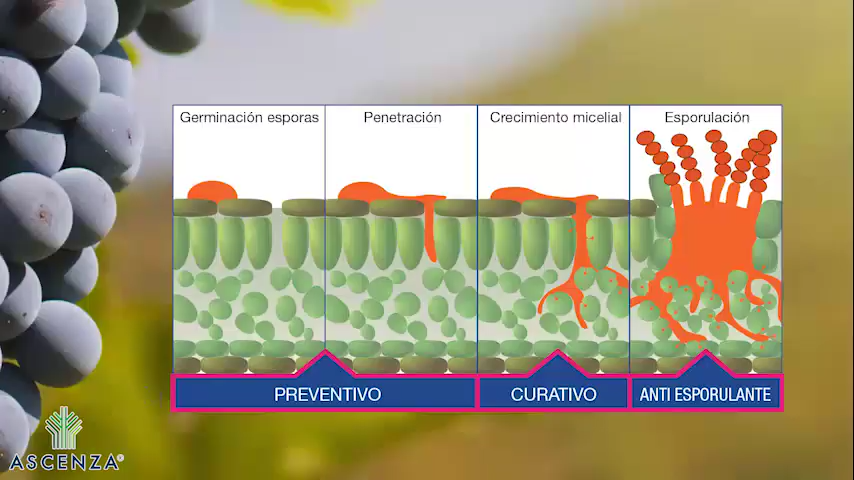 Germinación esporas
Penetración
Crecimiento micelial
Esporulación
PREVENTIVO
CURATIVO
ANTI ESPORULANTE
ASCENZA